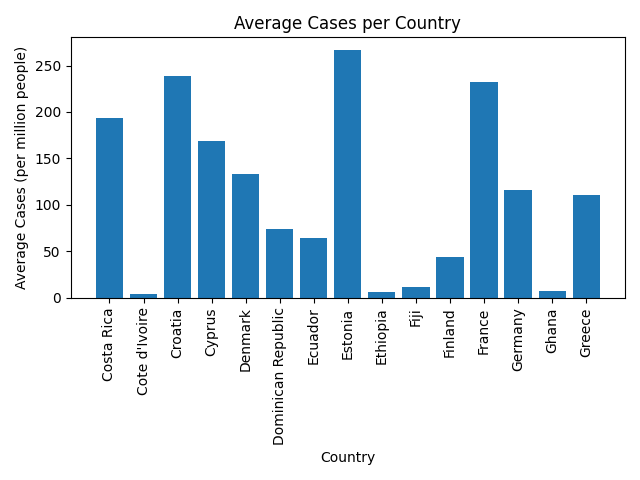 Average Cases per Country
Average Cases (per million people)
250
200
150
100
50
0
Costa Rica
Cote d'Ivoire
Croatia
Cyprus
Denmark
Dominican Republic
Ecuador
Estonia
Ethiopia
Fiji
Finland
France
Germany
Ghana
Greece
Country